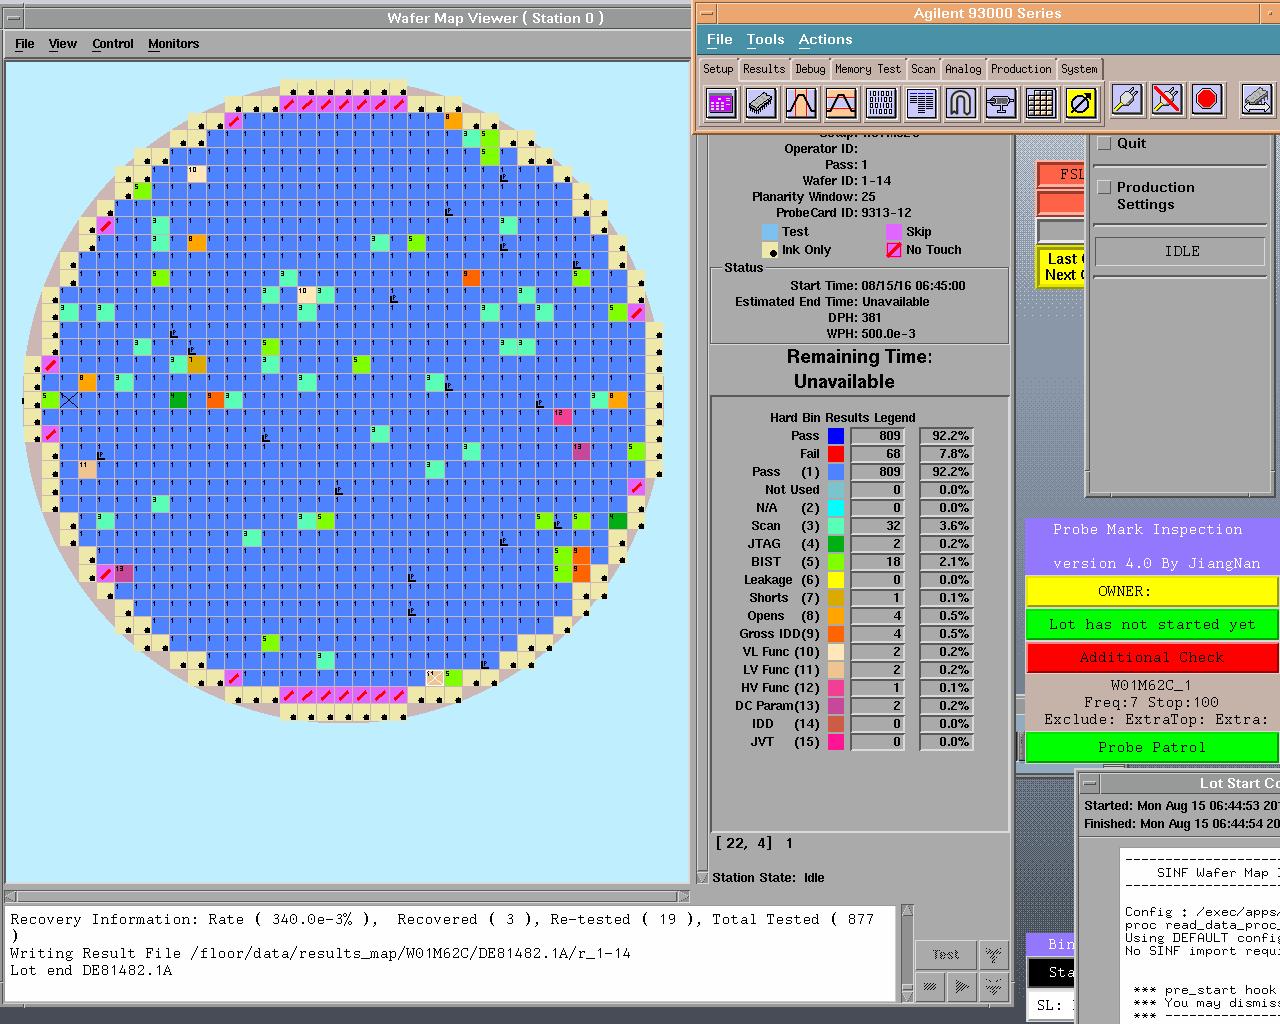 Wafer Map Viewer ( Station 0 )
File View Control Monitors
Agilent 93000 Series
File Tools Actions
Setup Results Debug Memory Test Scan Analog Production System
Operator ID:
Pass: 1
Wafer ID: 1-14
Planarity Window: 25
ProbeCard ID: 9313-12
Test Skip
Ink Only No Touch
Status
Start Time: 08/15/16 06:45:00
Estimated End Time: Unavailable
DPH: 381
WPH: 500.0e-3
Remaining Time:
Unavailable
Hard Bin Results Legend
Pass 809 92.2%
Fail 68 7.8%
Pass (1) 809 92.2%
Not Used 0 0.0%
N/A (2) 0 0.0%
Scan (3) 32 3.6%
JTAG (4) 2 0.2%
BIST (5) 18 2.1%
Leakage (6) 0 0.0%
Shorts (7) 1 0.1%
Opens (8) 4 0.5%
Gross IDD(9) 4 0.5%
VL Func (10) 2 0.2%
LV Func (11) 2 0.2%
HV Func (12) 1 0.1%
DC Param(13) 2 0.2%
IDD (14) 0 0.0%
JVT (15) 0 0.0%
[ 22, 4] 1
Station State: Idle
Recovery Information: Rate ( 340.0e-3% ), Recovered ( 3 ), Re-tested ( 19 ), Total Tested ( 877
)
Writing Result File /floor/data/results_map/W01M62C/DE81482.1A/r_1-14
Lot end DE81482.1A
Test
Quit
Production
Settings
IDLE
FSL
Last
Next
Probe Mark Inspection
version 4.0 By JiangNan
OWNER:
Lot has not started yet
Additional Check
W01M62C_1
Freq:7 Stop:100
Exclude: ExtraTop: Extra:
Probe Patrol
Lot Start Co
Started: Mon Aug 15 06:44:53 20
Finished: Mon Aug 15 06:44:54 20
SINF Wafer Map
Config : /exec/apps/
proc read_data_proc_
Using DEFAULT config
No SINF import requi
*** pre_start hook
*** You may dismis
***
Bin
Sta
SL: